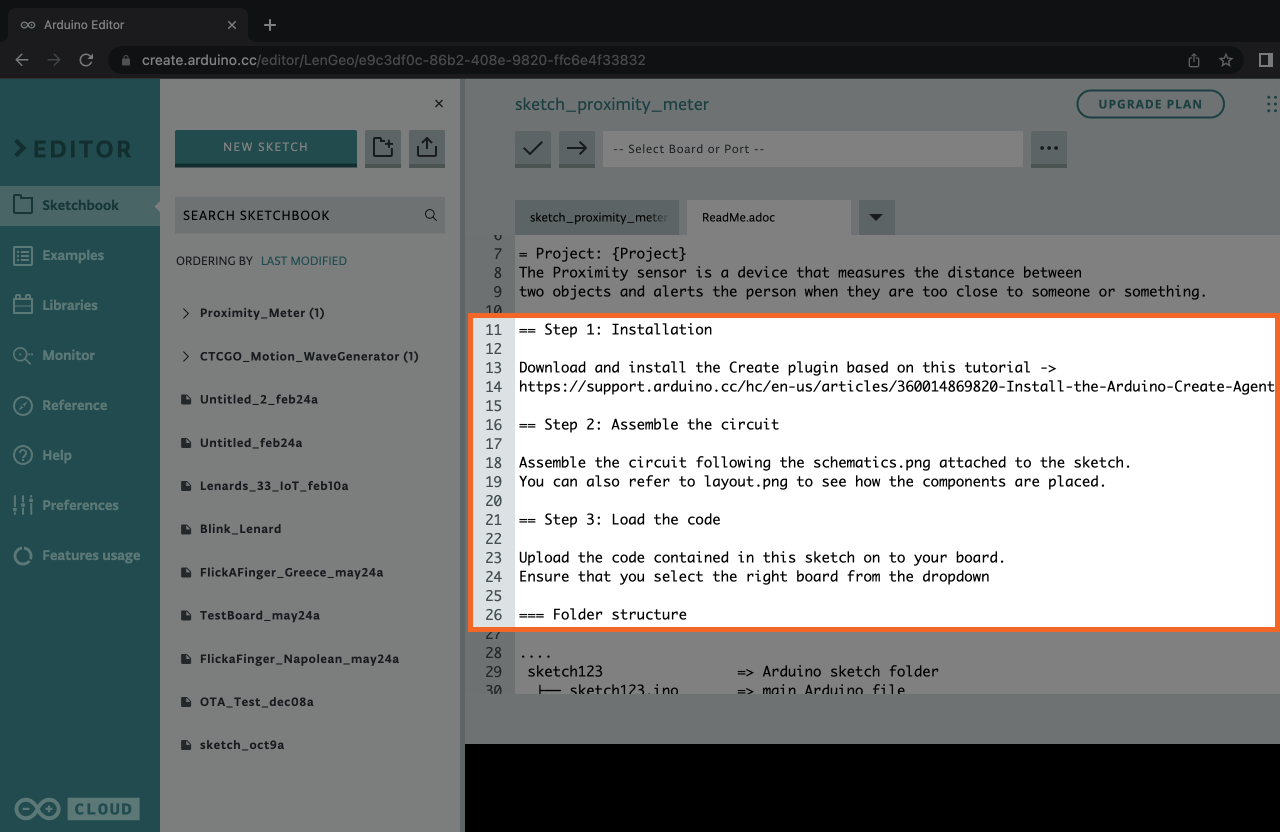 Arduino Editor
create.arduino.cc/editor/LenGeo/e9c3df0c-86b2-408e-9820-ffc6e4f33832
EDITOR
Sketchbook
Examples
Libraries
Monitor
Reference
Help
Preferences
Features usage
CLOUD
NEW SKETCH
SEARCH SKETCHBOOK
ORDERING BY LAST MODIFIED
Proximity_Meter (1)
CTCGO_Motion_WaveGenerator (1)
Untitled_2_feb24a
Untitled_feb24a
Lenards_33_IoT_feb10a
Blink_Lenard
FlickAFinger_Greece_may24a
TestBoard_may24a
FlickaFinger_Napolean_may24a
OTA_Test_dec08a
sketch_oct9a
sketch_proximity_meter
UPGRADE PLAN
-- Select Board or Port --
sketch_proximity_meter
ReadMe.adoc
6
7 = Project: {Project}
8 The Proximity sensor is a device that measures the distance between
9 two objects and alerts the person when they are too close to someone or something.
10
11 == Step 1: Installation
12
13 Download and install the Create plugin based on this tutorial ->
14 https://support.arduino.cc/hc/en-us/articles/360014869820-Install-the-Arduino-Create-Agent
15
16 == Step 2: Assemble the circuit
17
18 Assemble the circuit following the schematics.png attached to the sketch.
19 You can also refer to layout.png to see how the components are placed.
20
21 == Step 3: Load the code
22
23 Upload the code contained in this sketch on to your board.
24 Ensure that you select the right board from the dropdown
25
26 === Folder structure
27
28 ....
29 sketch123 => Arduino sketch folder
30 ├── sketch123.ino => main Arduino file